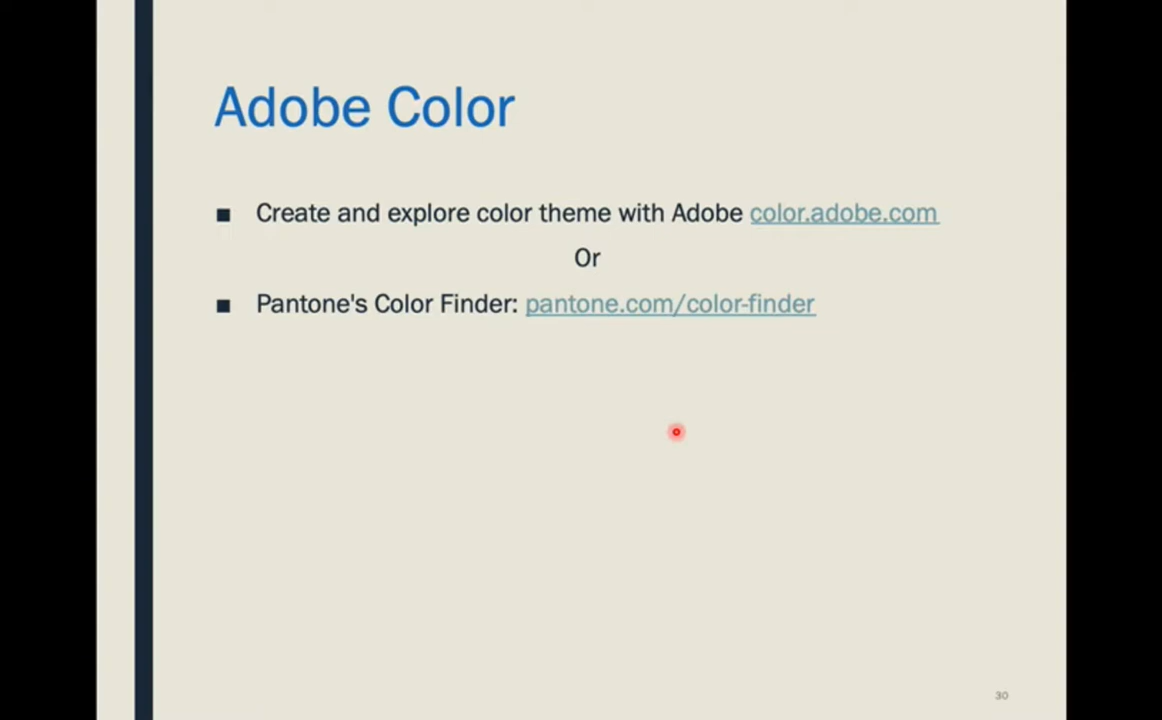 Adobe Color
■ Create and explore color theme with Adobe color.adobe.com
Or
■ Pantone's Color Finder: pantone.com/color-finder
30